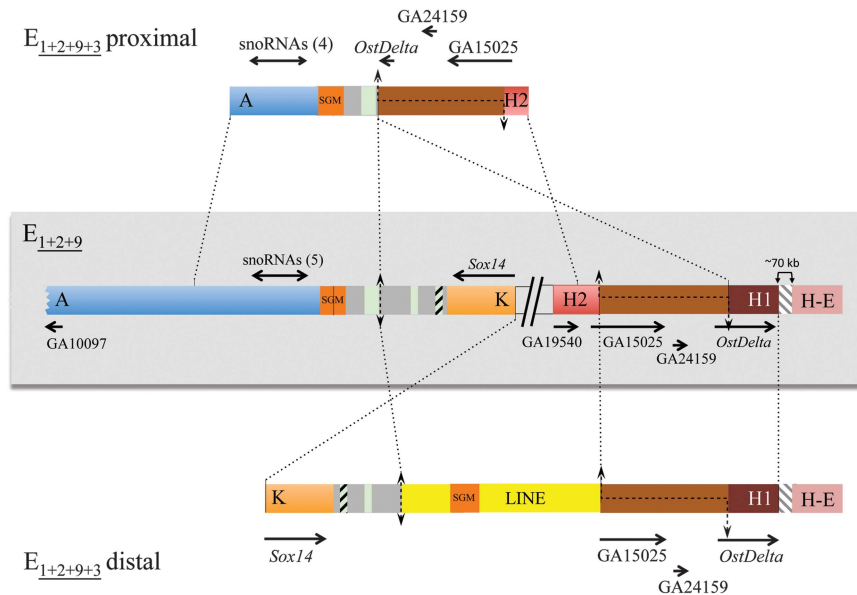 GA24159
E1+2+9+3 proximal
snoRNAs (4)
OstDelta
GA15025
A
SGM
H2
E1+2+9
snoRNAs (5)
Sox14
~70 kb
A
SGM
K
H2
H1
H-E
GA10097
GA19540
GA15025
GA24159
OstDelta
K
SGM
LINE
H1
H-E
Sox14
GA15025
OstDelta
GA24159
E1+2+9+3 distal